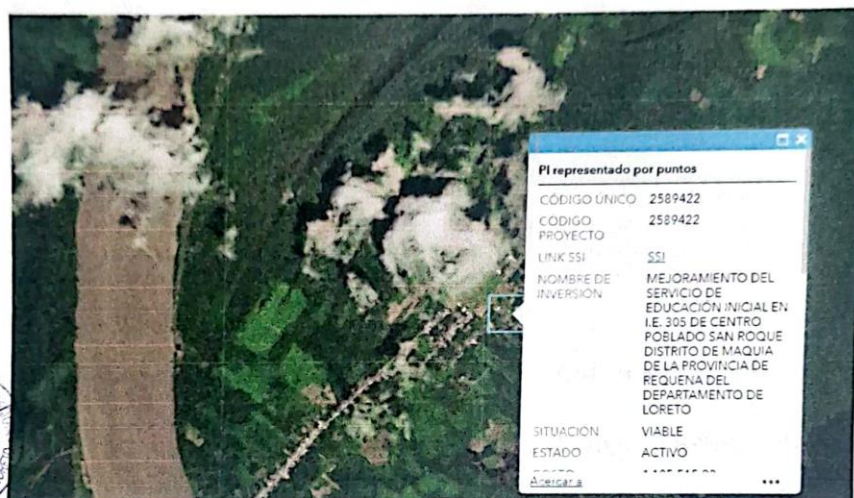 PI representado por puntos
CÓDIGO ÚNICO 2589422
CÓDIGO PROYECTO 2589422
LINK SSI SSI
NOMBRE DE INVERSIÓN MEJORAMIENTO DEL
SERVICIO DE
EDUCACIÓN INICIAL EN
I.E. 305 DE CENTRO
POBLADO SAN ROQUE
DISTRITO DE MAQUIA
DE LA PROVINCIA DE
REQUENA DEL
DEPARTAMENTO DE
LORETO
SITUACIÓN VIABLE
ESTADO ACTIVO
Acercar a